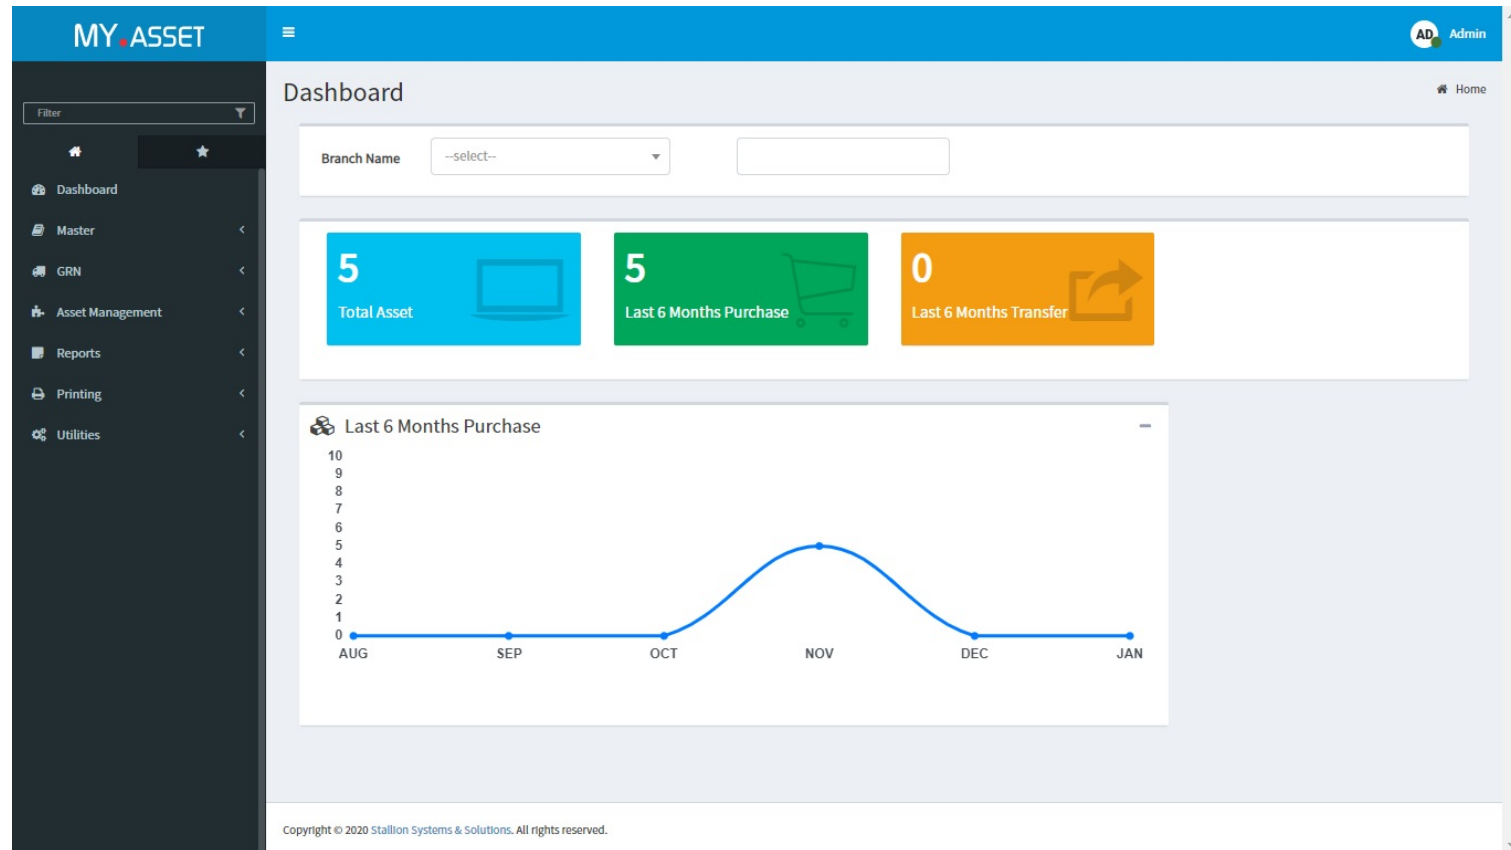 MY.ASSET
AD Admin
Dashboard
Home
Filter
Dashboard
Master
GRN
Asset Management
Reports
Printing
Utilities
Branch Name
--select--
5
Total Asset
5
Last 6 Months Purchase
0
Last 6 Months Transfer
Last 6 Months Purchase
10
9
8
7
6
5
4
3
2
1
0
AUG SEP OCT NOV DEC JAN
Copyright © 2020 Stallion Systems & Solutions. All rights reserved.